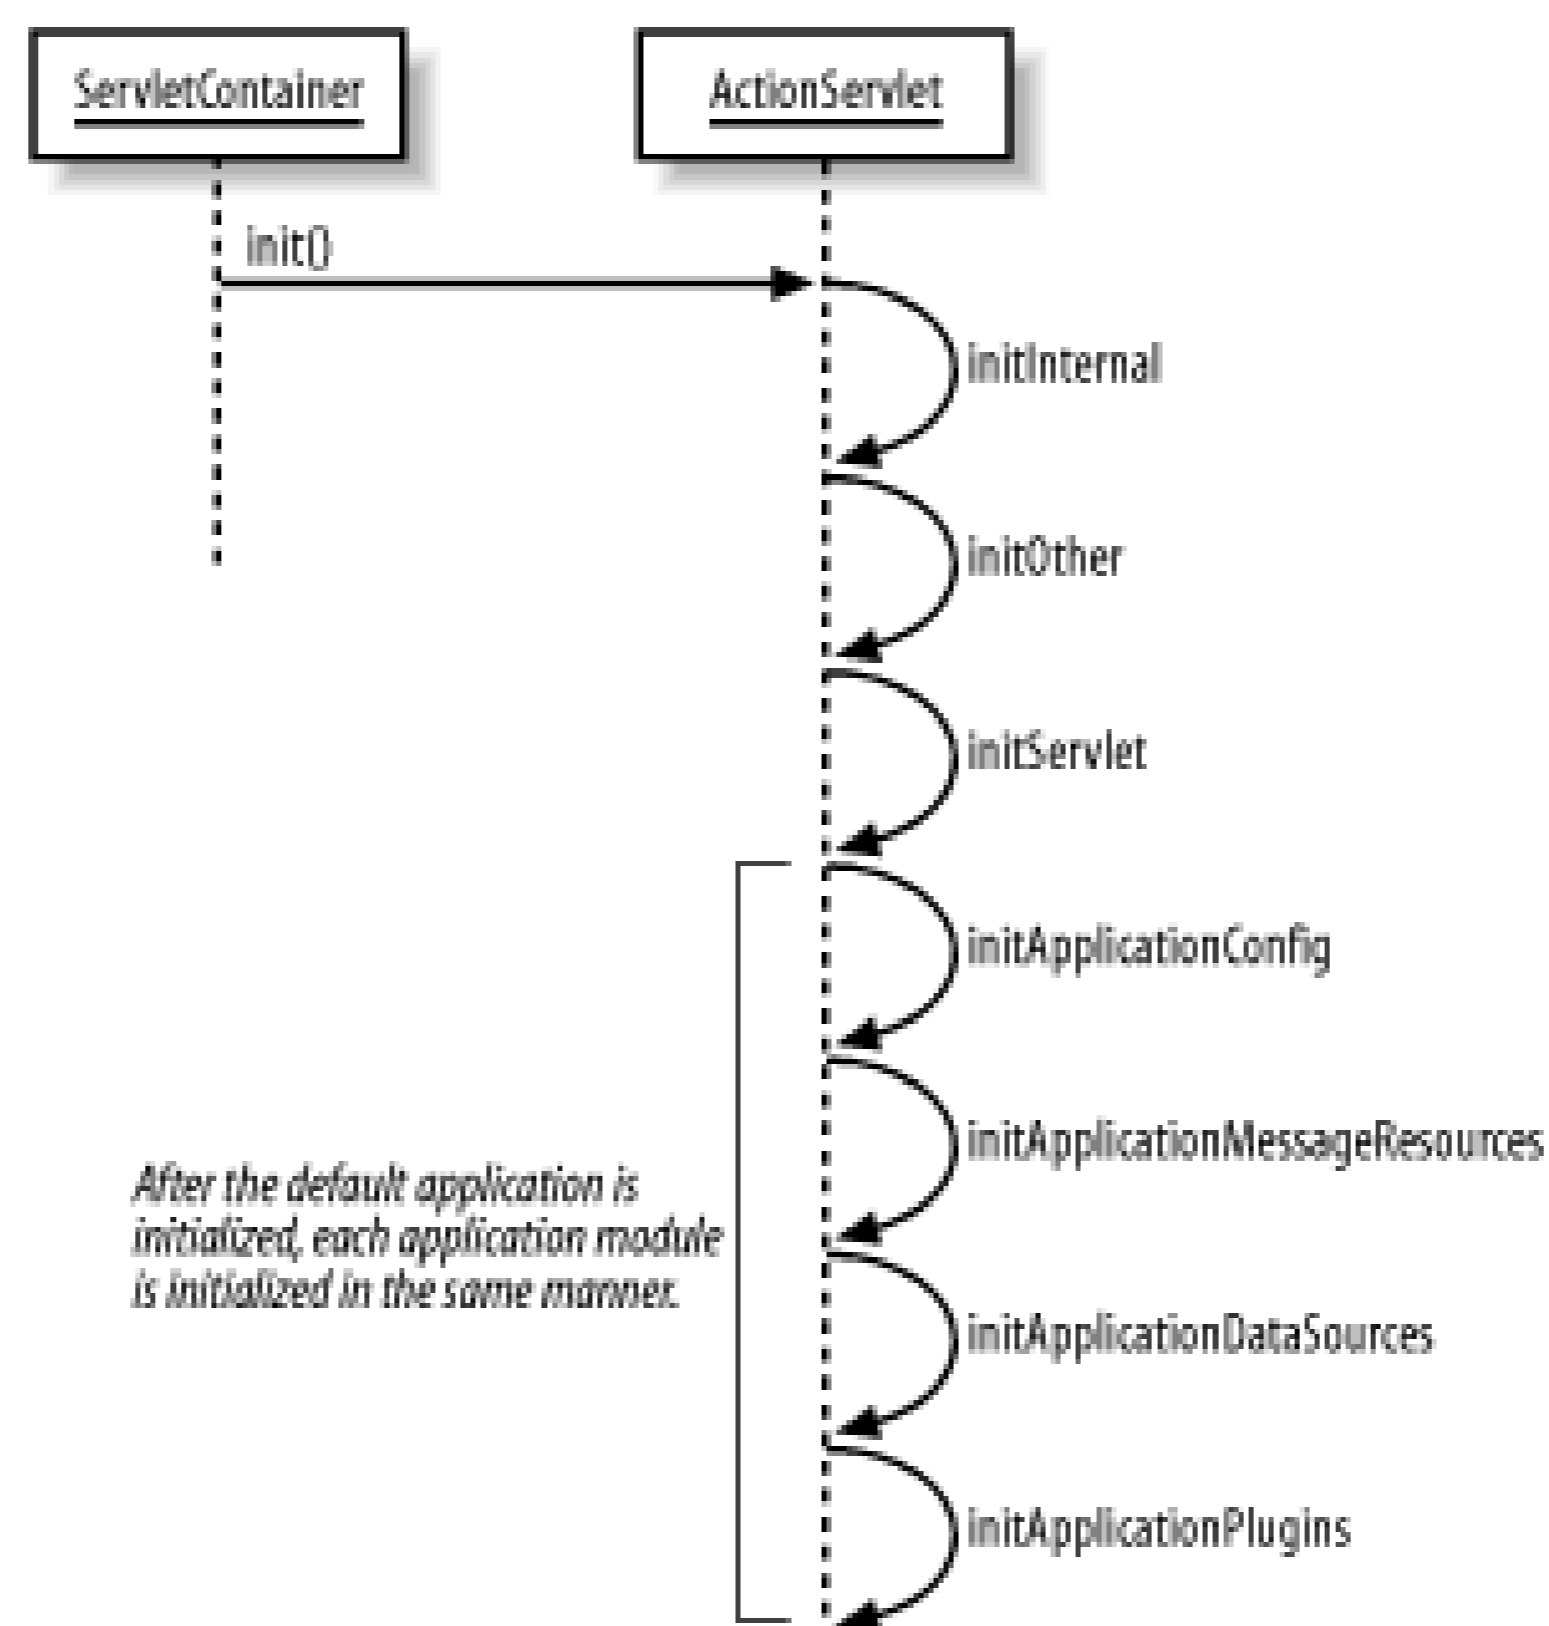 ServletContainer
ActionServlet
init()
initInternal
initOther
initServlet
initApplicationConfig
initApplicationMessageResources
After the default application is
initialized, each application module
is initialized in the same manner.
initApplicationDataSources
initApplicationPlugins